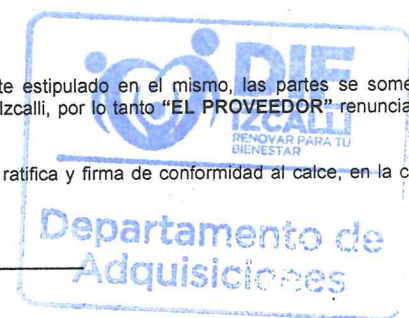 te estipulado en el mismo, las partes se some
Izcalli, por lo tanto "EL PROVEEDOR" renuncia
ratifica y firma de conformidad al calce, en la c
DIF
IZCALLI
RENOVAR PARA TU
BIENESTAR
Departamento de
Adquisiciones